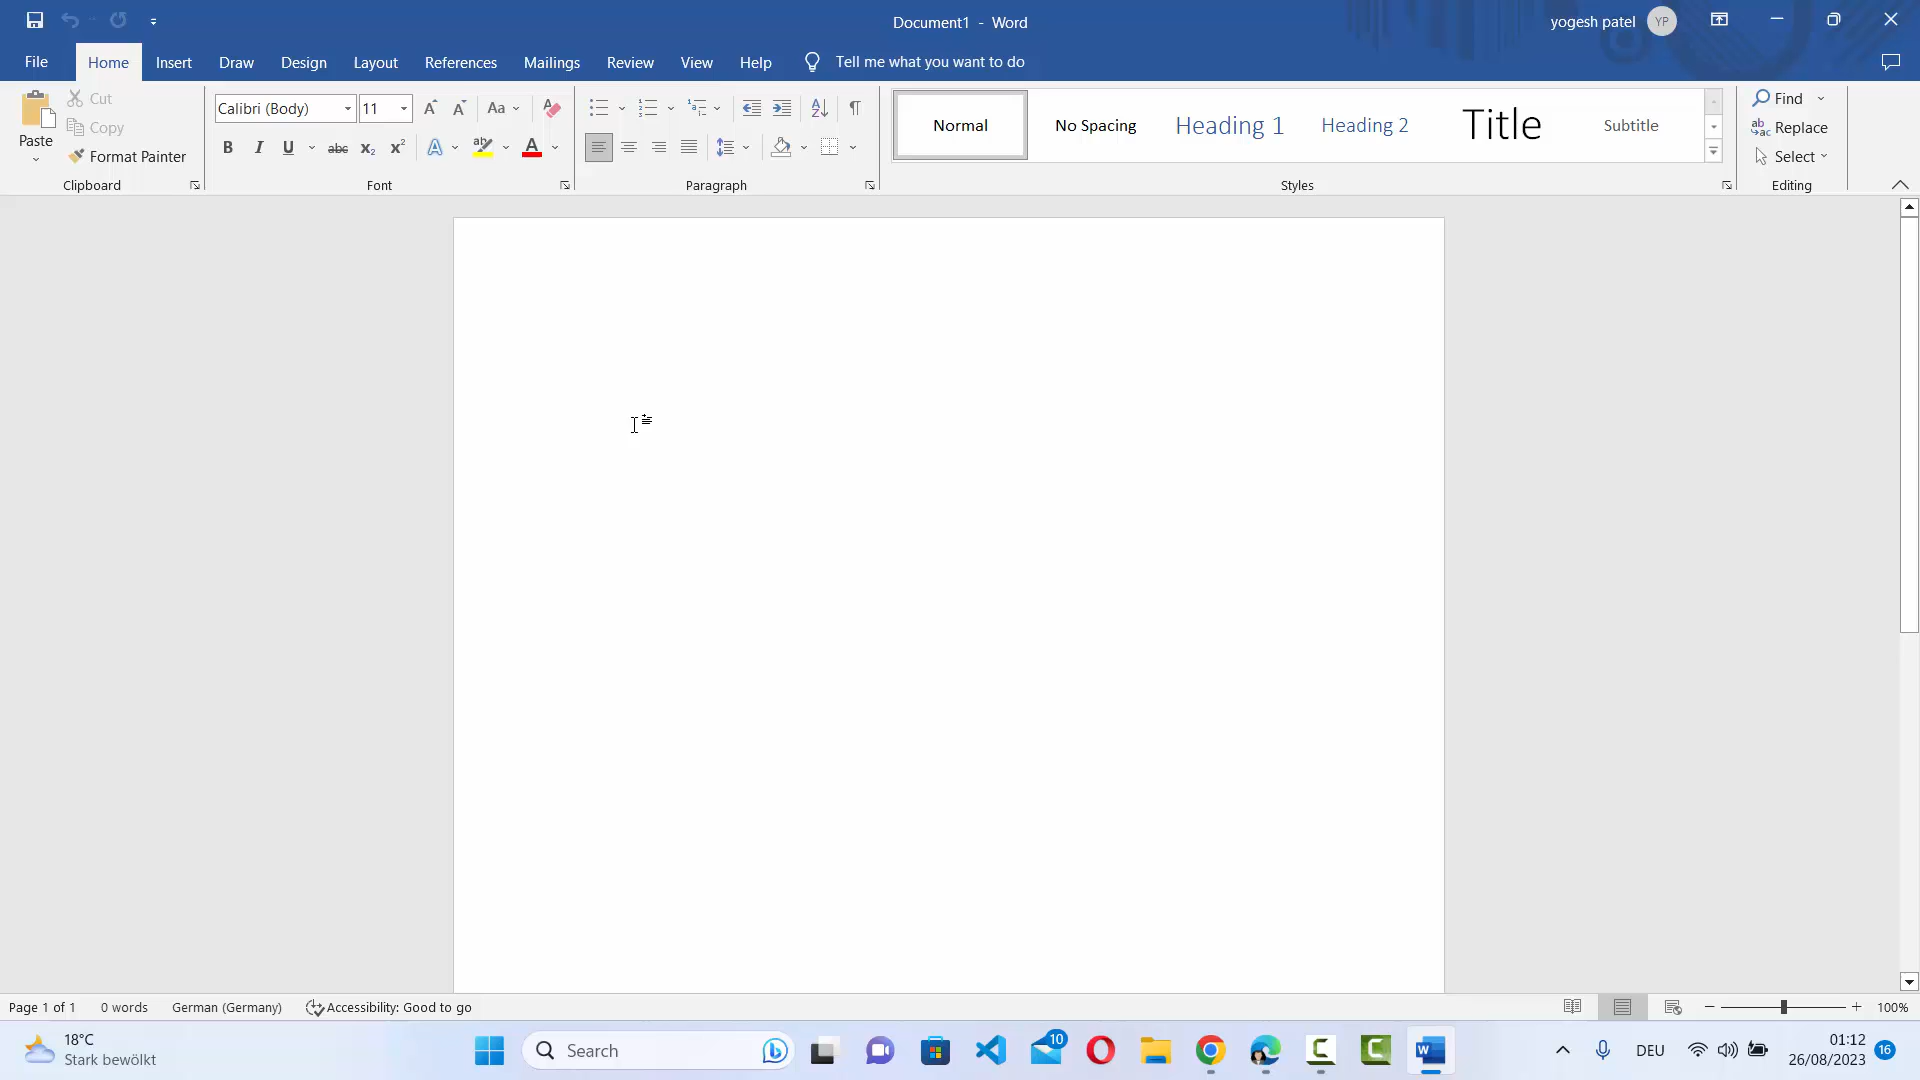 Document1 - Word
yogesh patel YP
File Home Insert Draw Design Layout References Mailings Review View Help Tell me what you want to do
Paste
Cut
Copy
Format Painter
Clipboard
Calibri (Body) 11 Aa
B I U abc x₂ x² A ab A
Font
Paragraph
Normal No Spacing Heading 1 Heading 2 Title Subtitle
Styles
Find
Replace
Select
Editing
Page 1 of 1 0 words German (Germany) Accessibility: Good to go 100%
18°C
Stark bewölkt
Search
10
DEU
01:12
26/08/2023
16